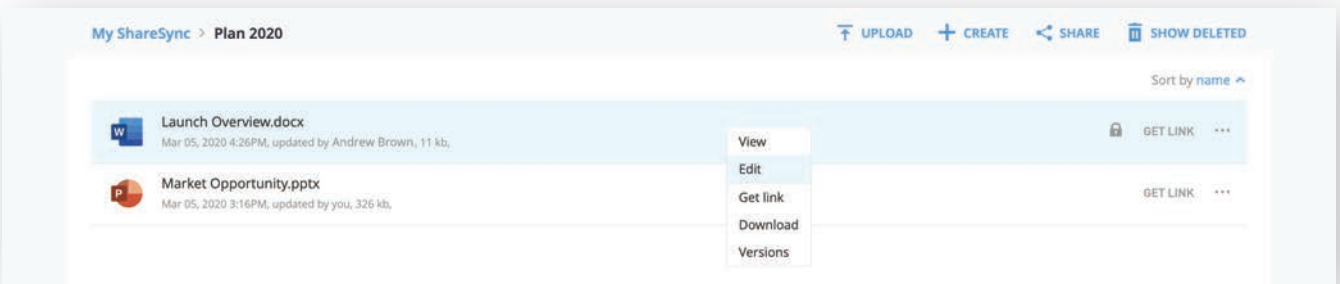 My ShareSync > Plan 2020
UPLOAD CREATE SHARE SHOW DELETED
Sort by name
Launch Overview.docx
Mar 05, 2020 4:26PM, updated by Andrew Brown, 11 kb,
GET LINK ...
Market Opportunity.pptx
Mar 05, 2020 3:16PM, updated by you, 326 kb,
GET LINK ...
View
Edit
Get link
Download
Versions